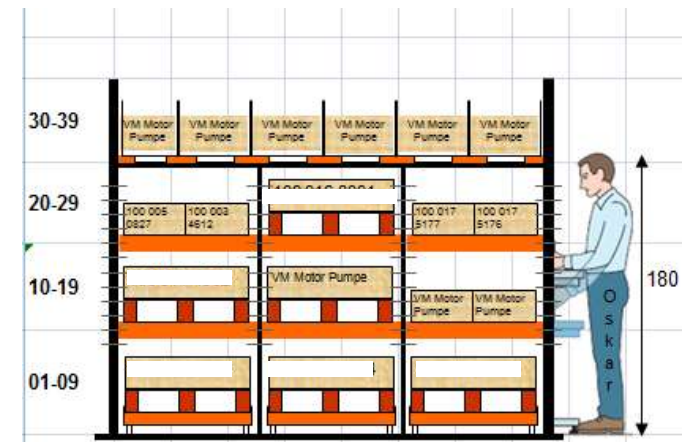 30-39
VM Motor VM Motor VM Motor VM Motor VM Motor VM Motor
Pumpe Pumpe Pumpe Pumpe Pumpe Pumpe
20-29
100 005 100 003 100 017 100 017
0827 4612 5177 5176
10-19
VM Motor Pumpe
VM Motor VM Motor
Pumpe Pumpe
01-09
180
Oskar